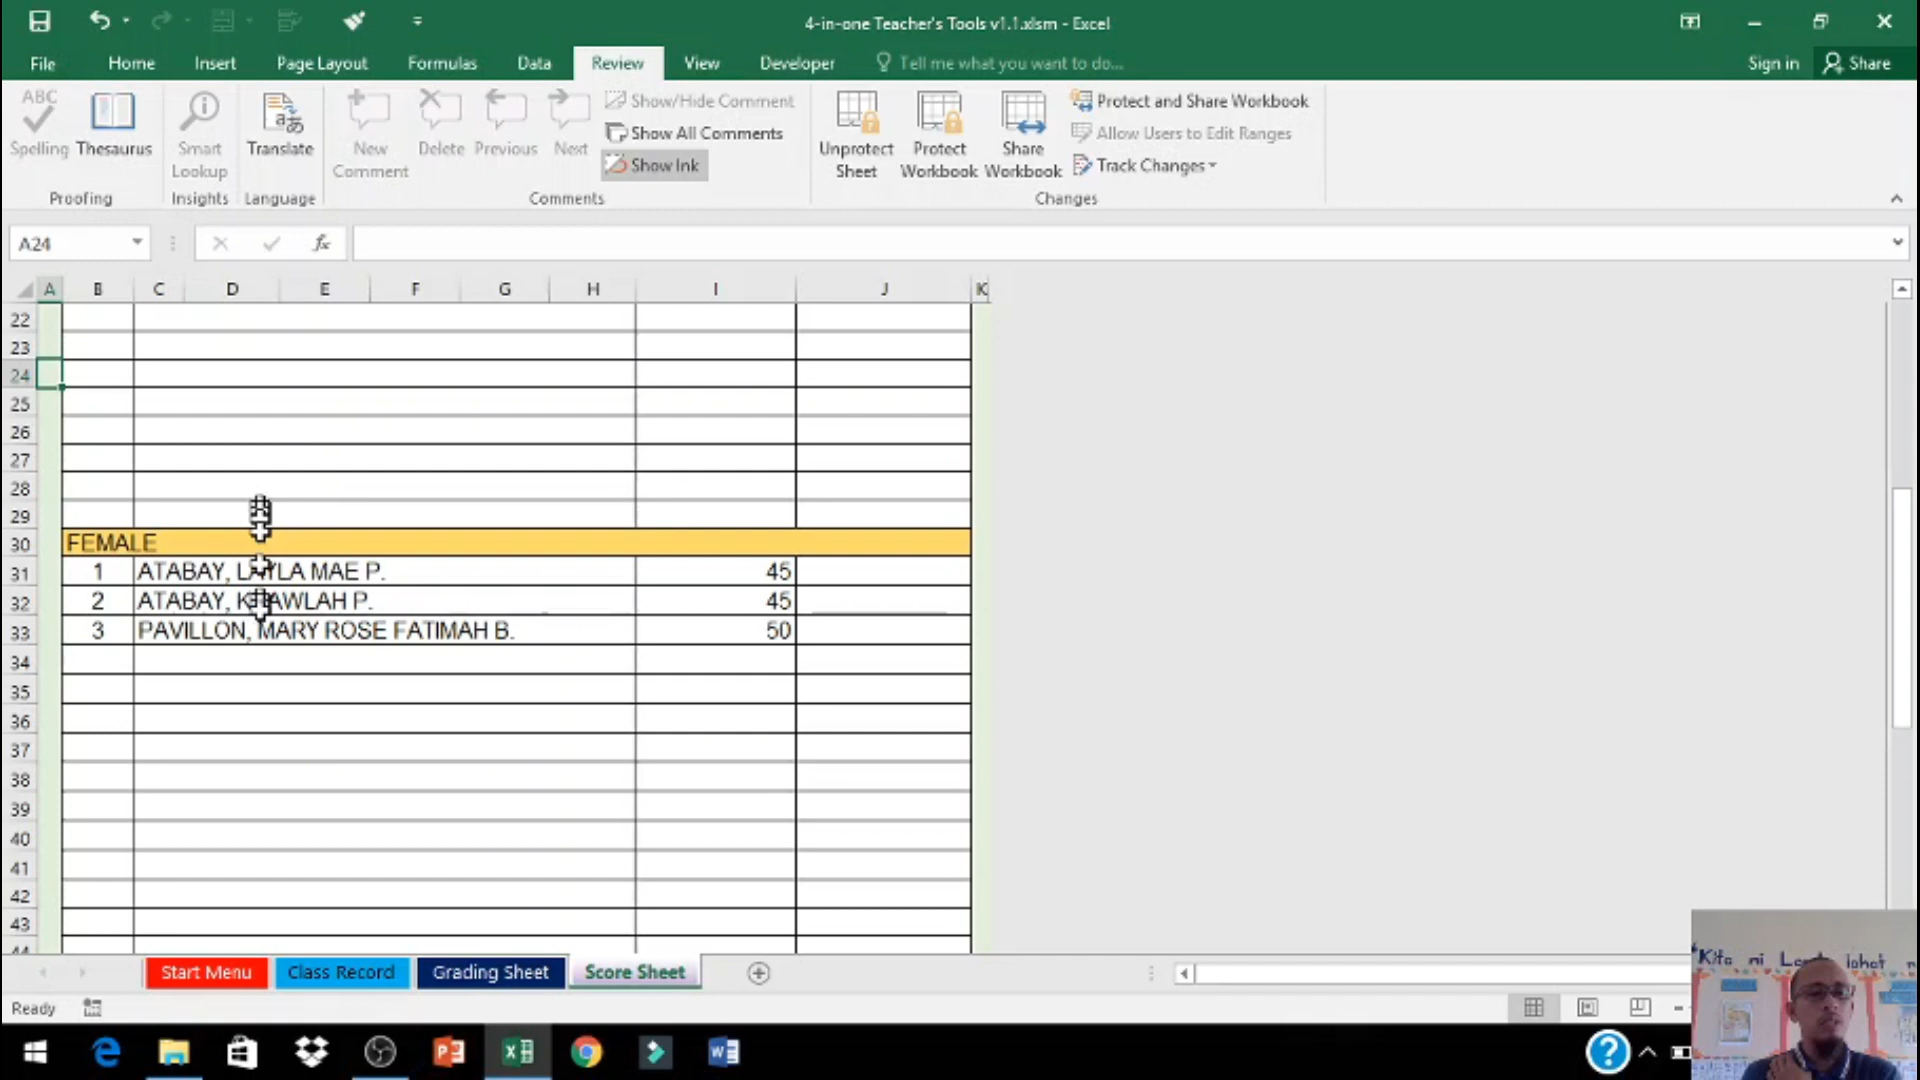 4-in-one Teacher's Tools v1.1.xlsm - Excel
File Home Insert Page Layout Formulas Data Review View Developer Tell me what you want to do... Sign in Share
ABC
Spelling Thesaurus
Proofing
Smart Lookup
Insights
Translate
Language
New Comment
Delete Previous Next
Show/Hide Comment
Show All Comments
Show Ink
Comments
Unprotect Sheet
Protect Workbook
Share Workbook
Protect and Share Workbook
Allow Users to Edit Ranges
Track Changes
Changes
A24 fx
A B C D E F G H I J K
22
23
24
25
26
27
28
29
30 FEMALE
31 1 ATABAY, LAYLA MAE P. 45
32 2 ATABAY, KHAWLAH P. 45
33 3 PAVILLON, MARY ROSE FATIMAH B. 50
34
35
36
37
38
39
40
41
42
43
44
Start Menu Class Record Grading Sheet Score Sheet
Ready